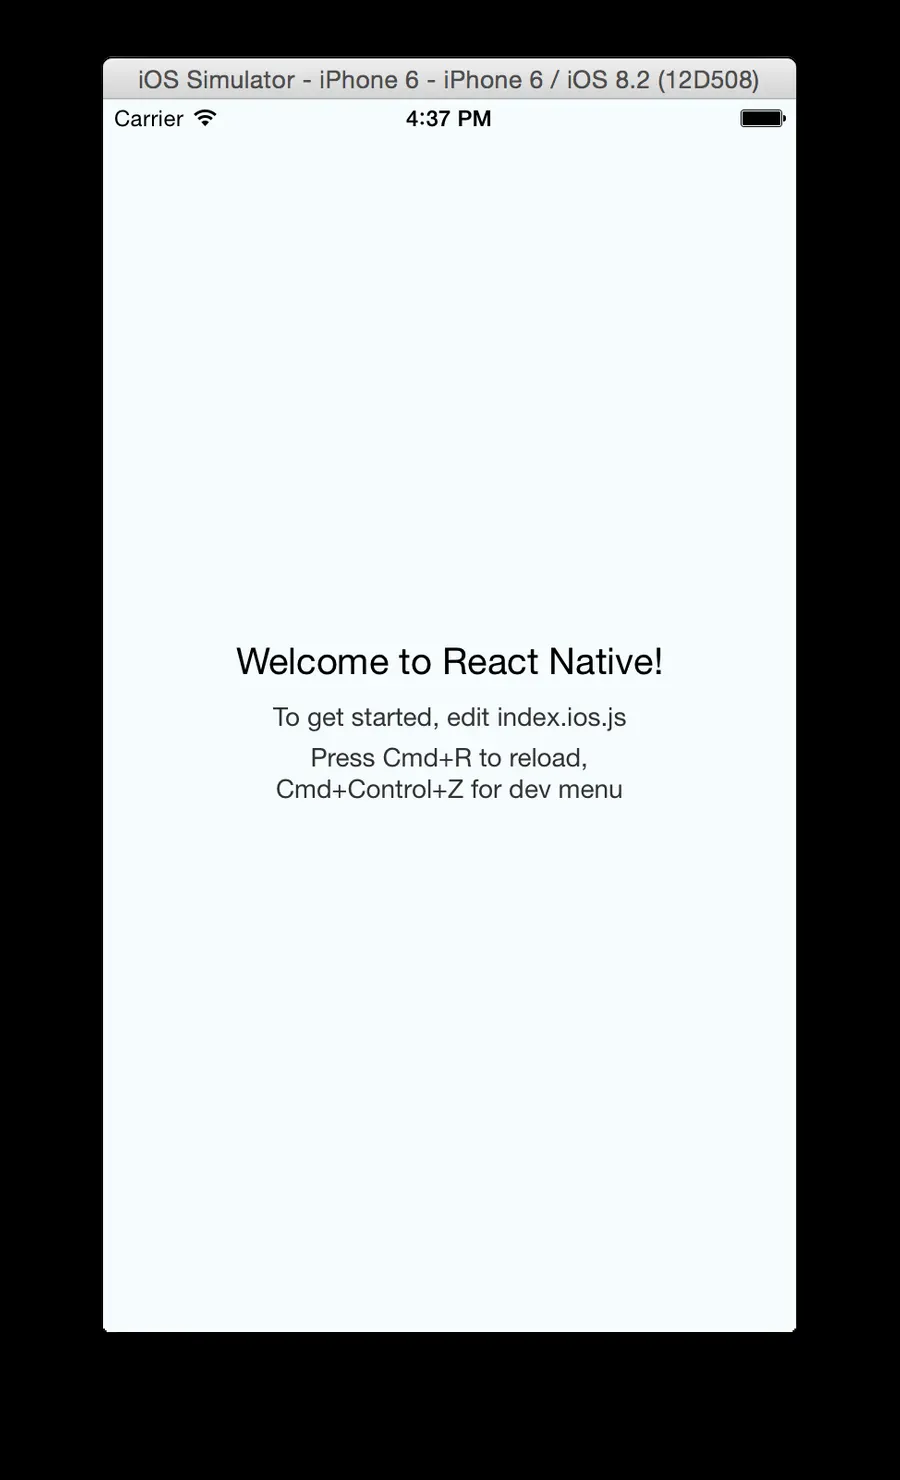 iOS Simulator - iPhone 6 - iPhone 6 / iOS 8.2 (12D508)
Carrier 4:37 PM
Welcome to React Native!
To get started, edit index.ios.js
Press Cmd+R to reload,
Cmd+Control+Z for dev menu